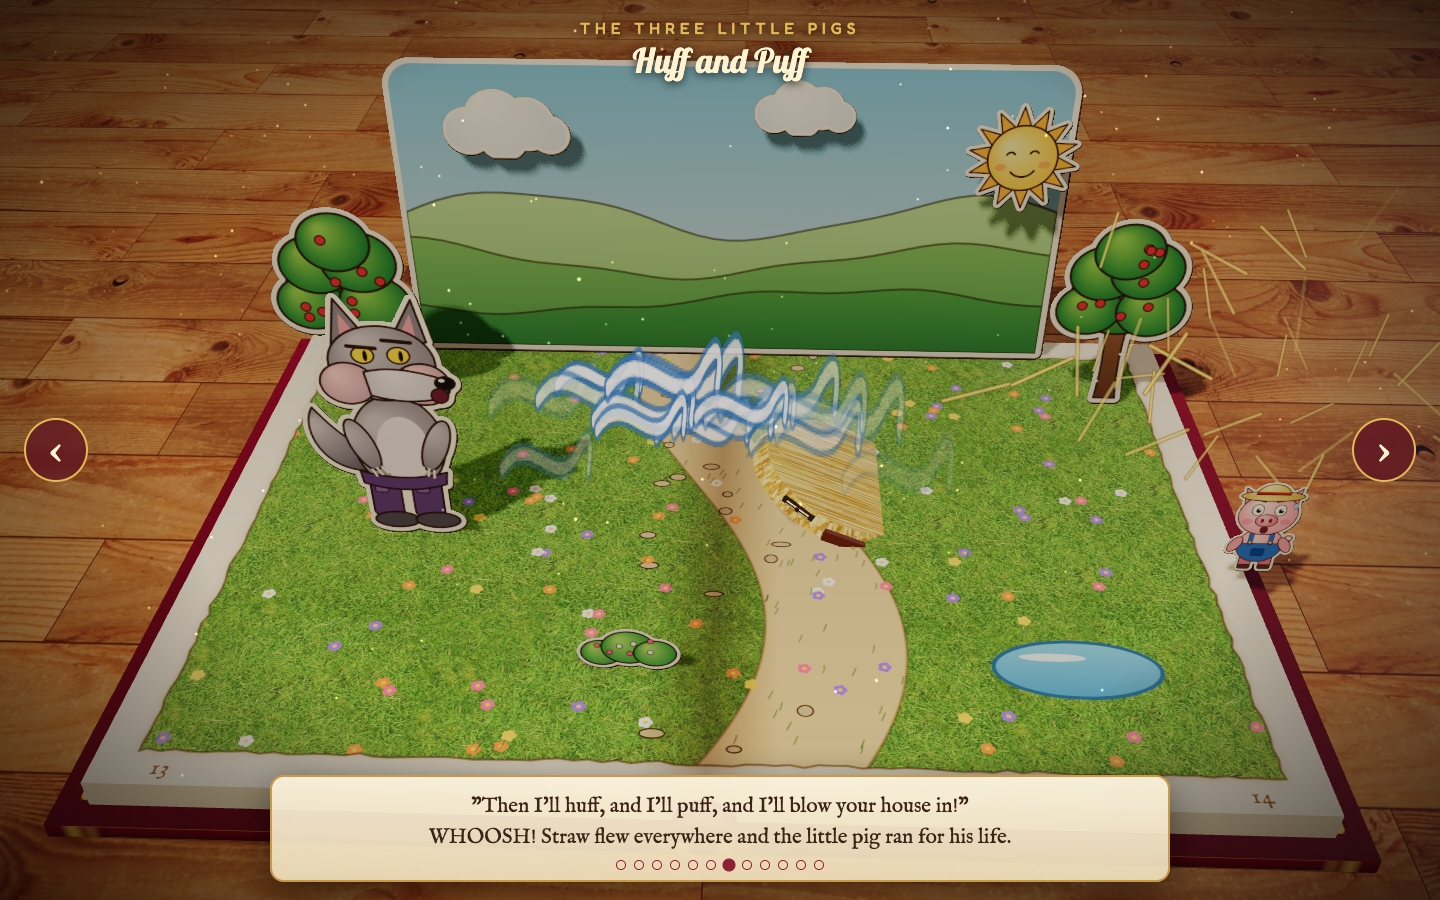 THE THREE LITTLE PIGS
Huff and Puff
”Then I’ll huff, and I’ll puff, and I’ll blow your house in!”
WHOOSH! Straw flew everywhere and the little pig ran for his life.
13
14